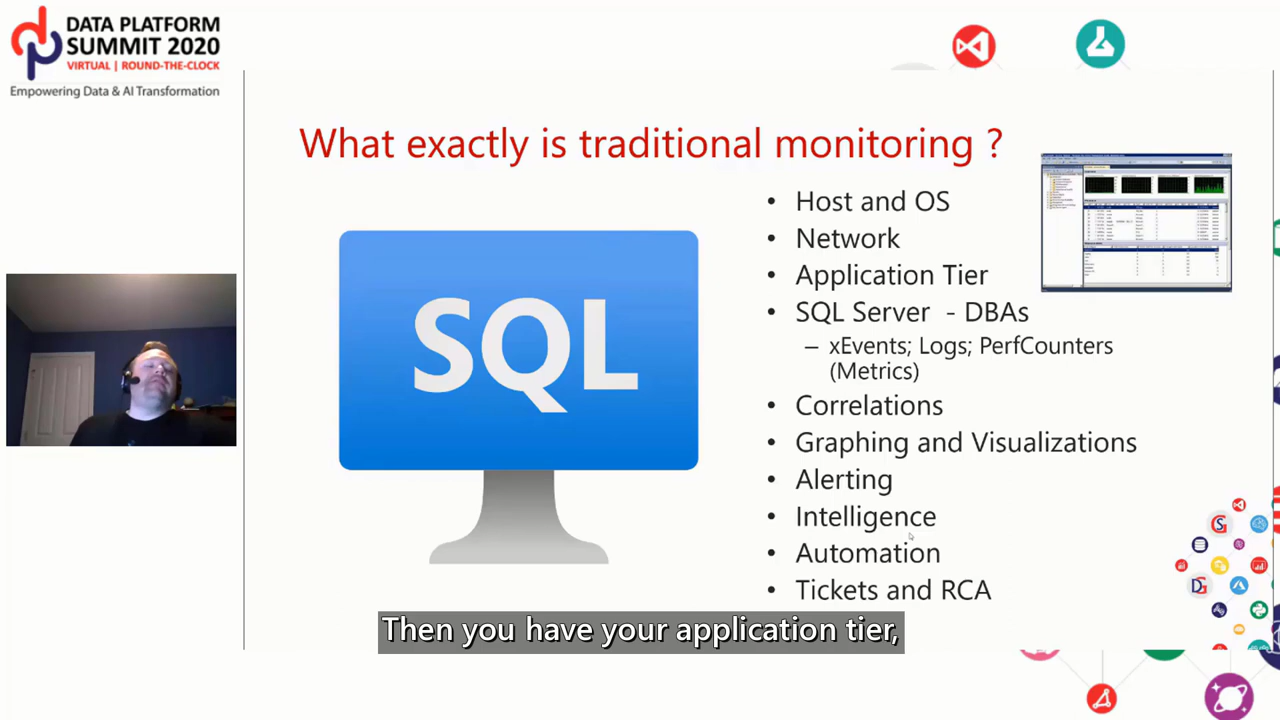 DATA PLATFORM
SUMMIT 2020
VIRTUAL | ROUND-THE-CLOCK
Empowering Data & AI Transformation
What exactly is traditional monitoring ?
SQL
• Host and OS
• Network
• Application Tier
• SQL Server - DBAs
– xEvents; Logs; PerfCounters
(Metrics)
• Correlations
• Graphing and Visualizations
• Alerting
• Intelligence
• Automation
• Tickets and RCA
Then you have your application tier,